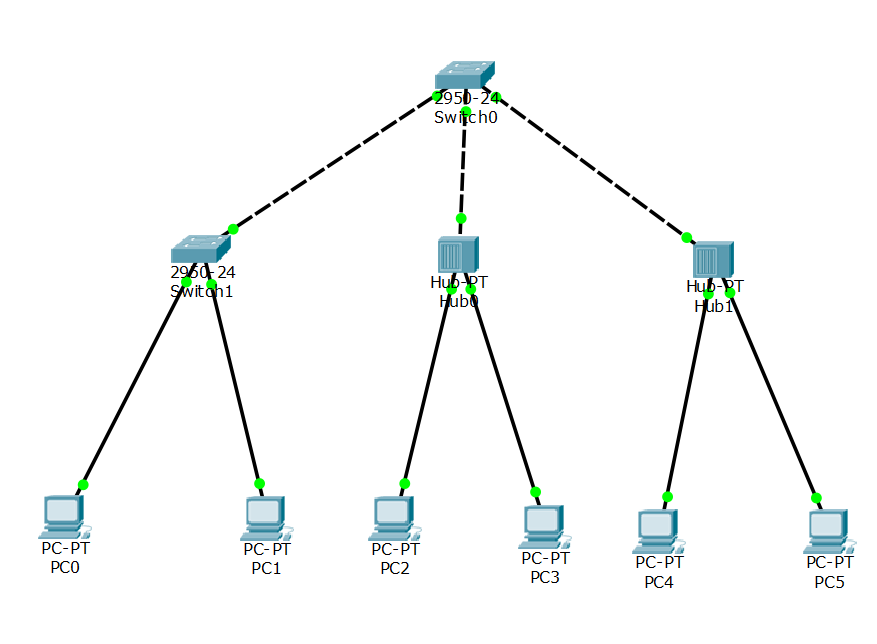 2950-24
Switch0
2950-24
Switch1
Hub-PT
Hub0
Hub-PT
Hub1
PC-PT
PC0
PC-PT
PC1
PC-PT
PC2
PC-PT
PC3
PC-PT
PC4
PC-PT
PC5